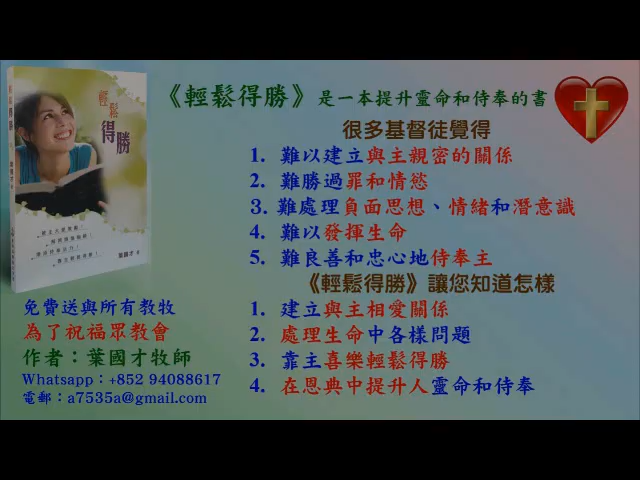 《輕鬆得勝》是一本提升靈命和侍奉的書
很多基督徒覺得
1. 難以建立與主親密的關係
2. 難勝過罪和情慾
3. 難處理負面思想、情緒和潛意識
4. 難以發揮生命
5. 難良善和忠心地侍奉主
《輕鬆得勝》讓您知道怎樣
1. 建立與主相愛關係
2. 處理生命中各樣問題
3. 靠主喜樂輕鬆得勝
4. 在恩典中提升人靈命和侍奉
輕鬆
得勝
輕鬆得勝
葉國才 著
免費送與所有教牧
為了祝福眾教會
作者：葉國才牧師
Whatsapp：+852 94088617
電郵：a7535a@gmail.com